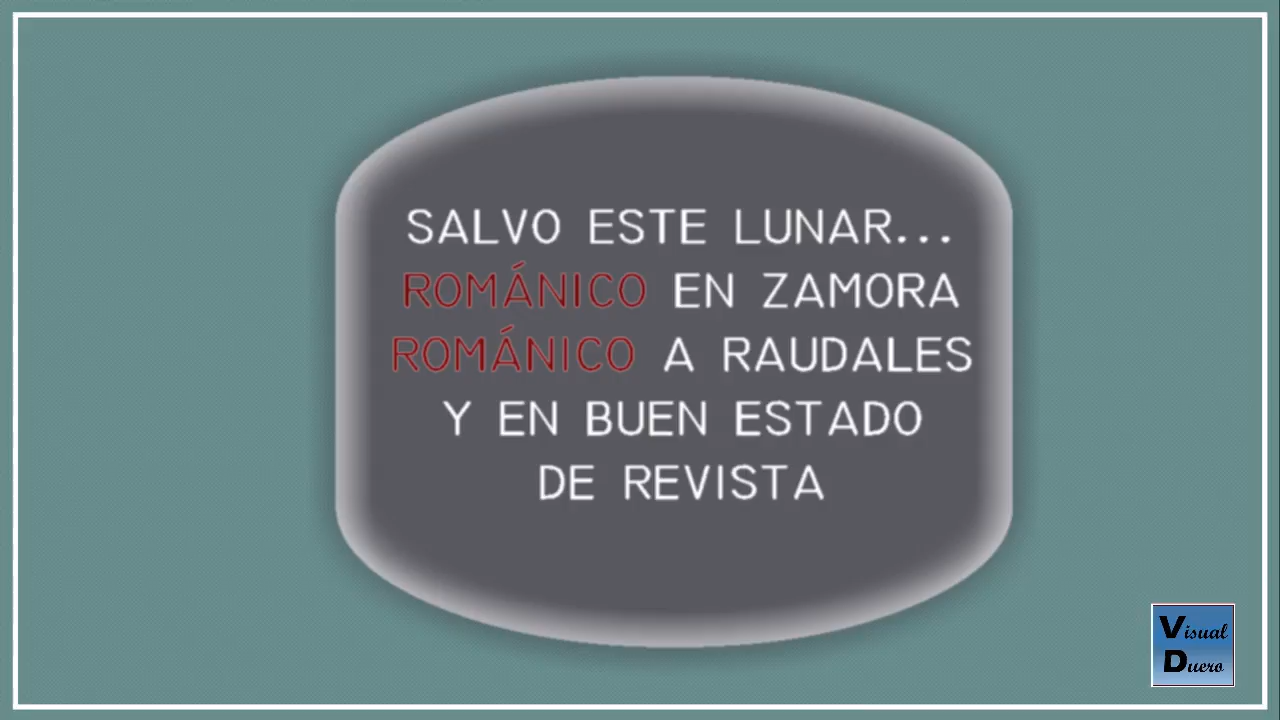 SALVO ESTE LUNAR...
ROMÁNICO EN ZAMORA
ROMÁNICO A RAUDALES
Y EN BUEN ESTADO
DE REVISTA
Visual
Duero